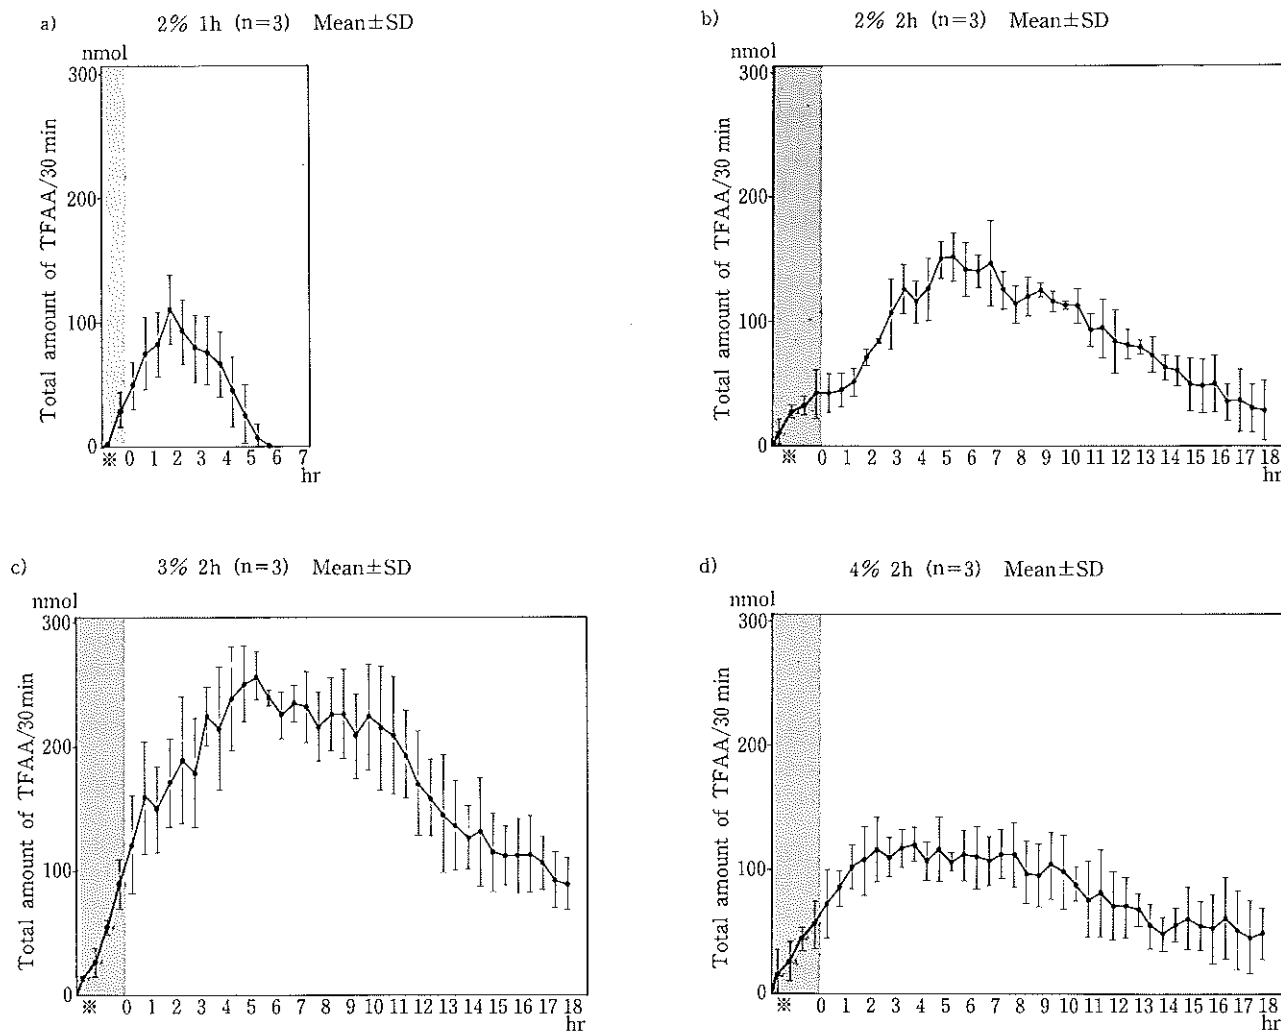 a) 2% 1h (n=3) Mean±SD
nmol
300
200
100
0
Total amount of TFAA/30 min
※ 0 1 2 3 4 5 6 7
hr
b) 2% 2h (n=3) Mean±SD
nmol
300
200
100
0
Total amount of TFAA/30 min
※ 0 1 2 3 4 5 6 7 8 9 10 11 12 13 14 15 16 17 18
hr
c) 3% 2h (n=3) Mean±SD
nmol
300
200
100
0
Total amount of TFAA/30 min
※ 0 1 2 3 4 5 6 7 8 9 10 11 12 13 14 15 16 17 18
hr
d) 4% 2h (n=3) Mean±SD
nmol
300
200
100
0
Total amount of TFAA/30 min
※ 0 1 2 3 4 5 6 7 8 9 10 11 12 13 14 15 16 17 18
hr